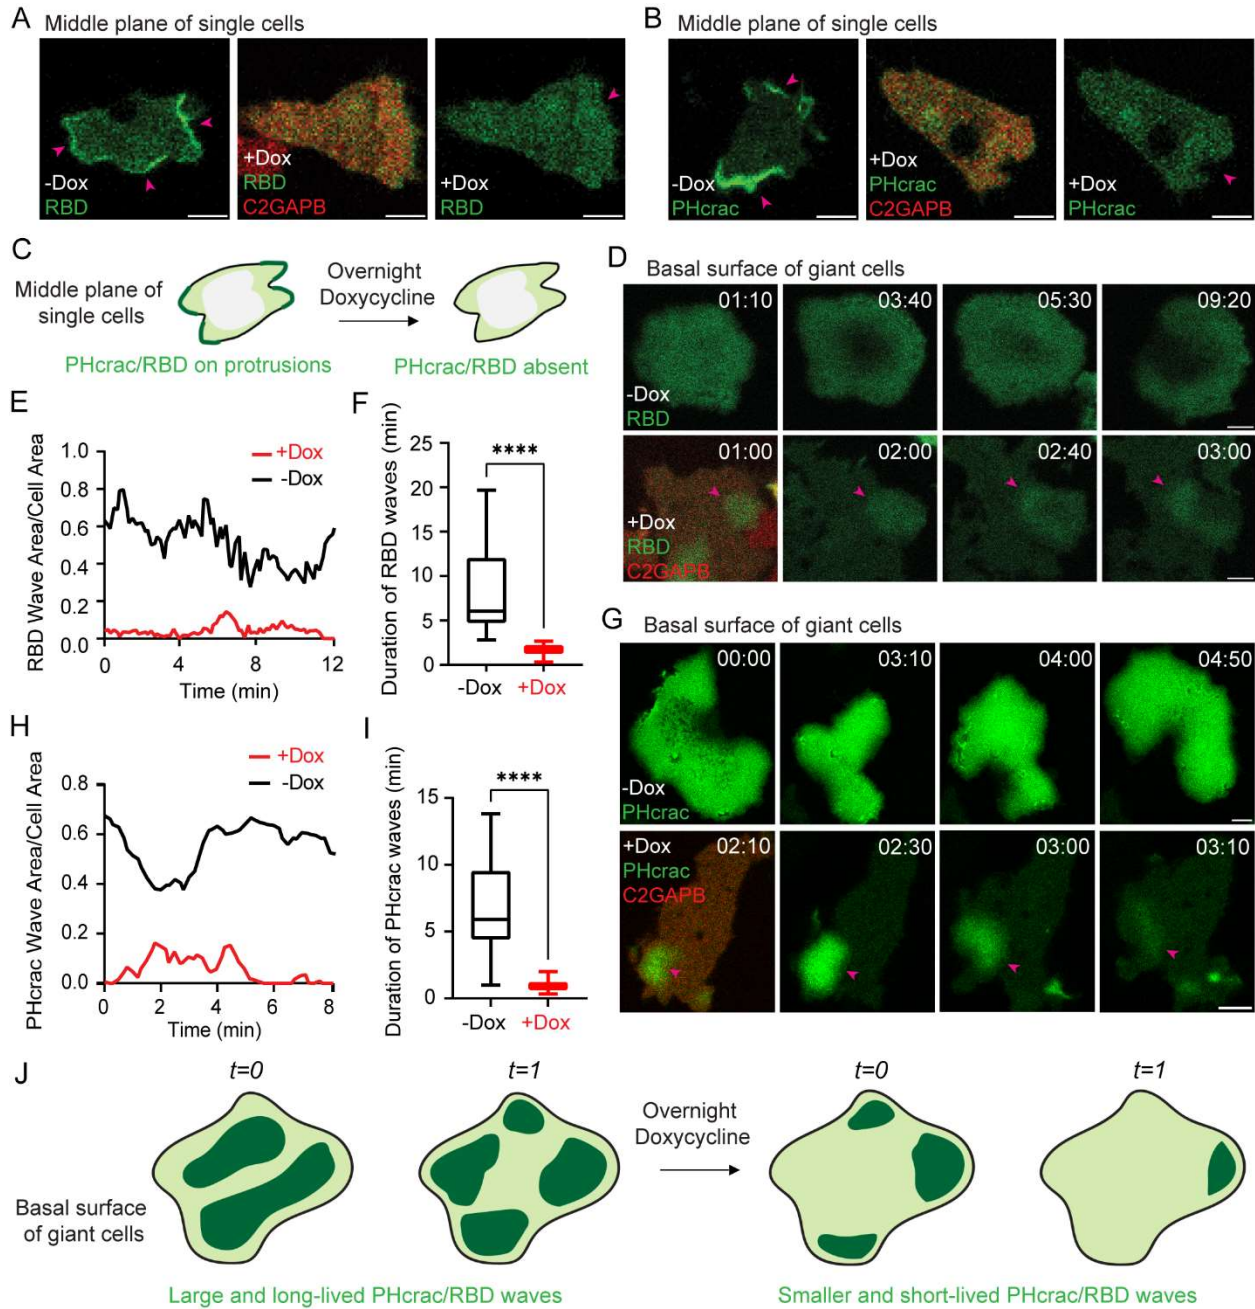 A Middle plane of single cells
-Dox
RBD
+Dox
RBD
C2GAPB
+Dox
RBD
B Middle plane of single cells
-Dox
PHcrac
+Dox
PHcrac
C2GAPB
+Dox
PHcrac
C
Middle plane of
single cells
Overnight
Doxycycline
PHcrac/RBD on protrusions
PHcrac/RBD absent
D Basal surface of giant cells
01:10
03:40
05:30
09:20
-Dox
RBD
01:00
02:00
02:40
03:00
+Dox
RBD
C2GAPB
E
RBD Wave Area/Cell Area
1.0
0.8
0.6
0.4
0.2
0.0
+Dox
-Dox
0 4 8 12
Time (min)
F
Duration of RBD waves (min)
25
20
15
10
5
0
****
-Dox +Dox
G Basal surface of giant cells
00:00
03:10
04:00
04:50
-Dox
PHcrac
+Dox
PHcrac
C2GAPB
02:10
02:30
03:00
03:10
H
PHcrac Wave Area/Cell Area
0.8
0.6
0.4
0.2
0.0
+Dox
-Dox
0 2 4 6 8
Time (min)
I
Duration of PHcrac waves (min)
15
10
5
0
****
-Dox +Dox
J
t=0
t=1
Overnight
Doxycycline
t=0
t=1
Basal surface
of giant cells
Large and long-lived PHcrac/RBD waves
Smaller and short-lived PHcrac/RBD waves